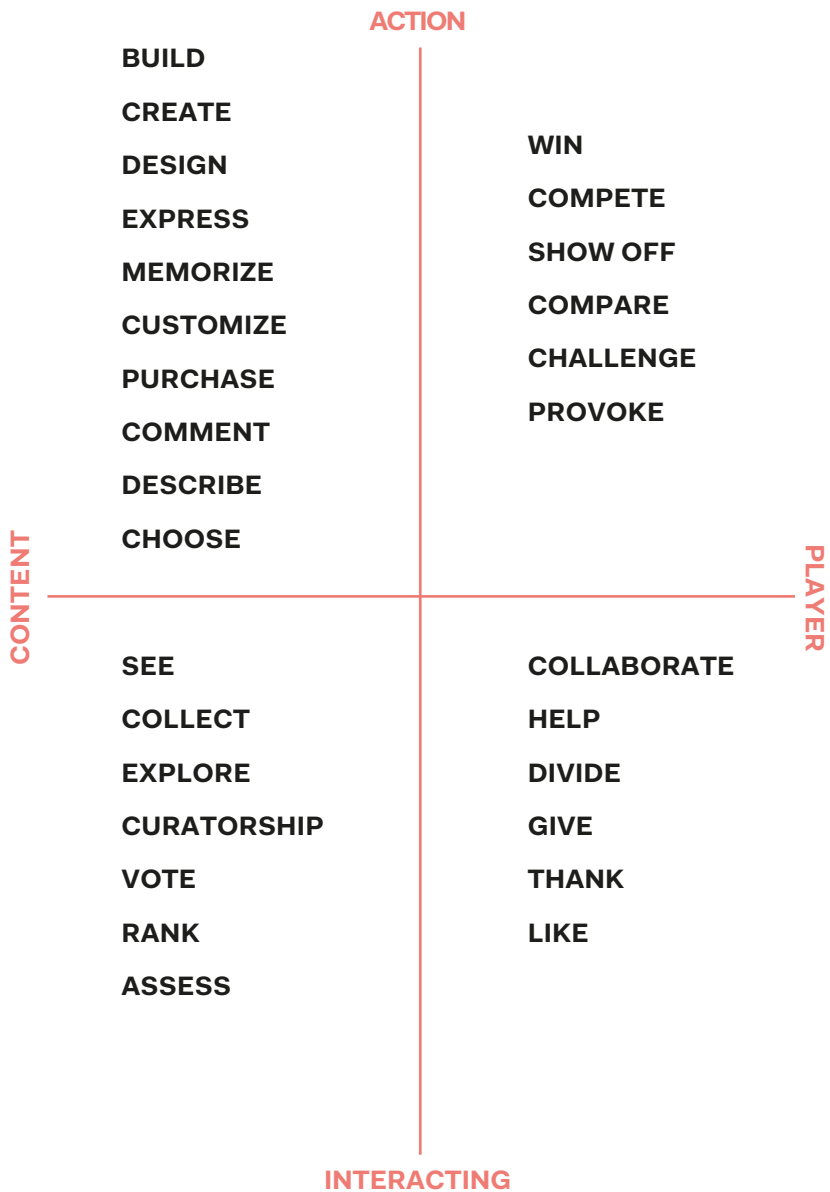 ACTION
BUILD
CREATE
DESIGN
EXPRESS
MEMORIZE
CUSTOMIZE
PURCHASE
COMMENT
DESCRIBE
CHOOSE
WIN
COMPETE
SHOW OFF
COMPARE
CHALLENGE
PROVOKE
CONTENT
PLAYER
SEE
COLLECT
EXPLORE
CURATORSHIP
VOTE
RANK
ASSESS
COLLABORATE
HELP
DIVIDE
GIVE
THANK
LIKE
INTERACTING